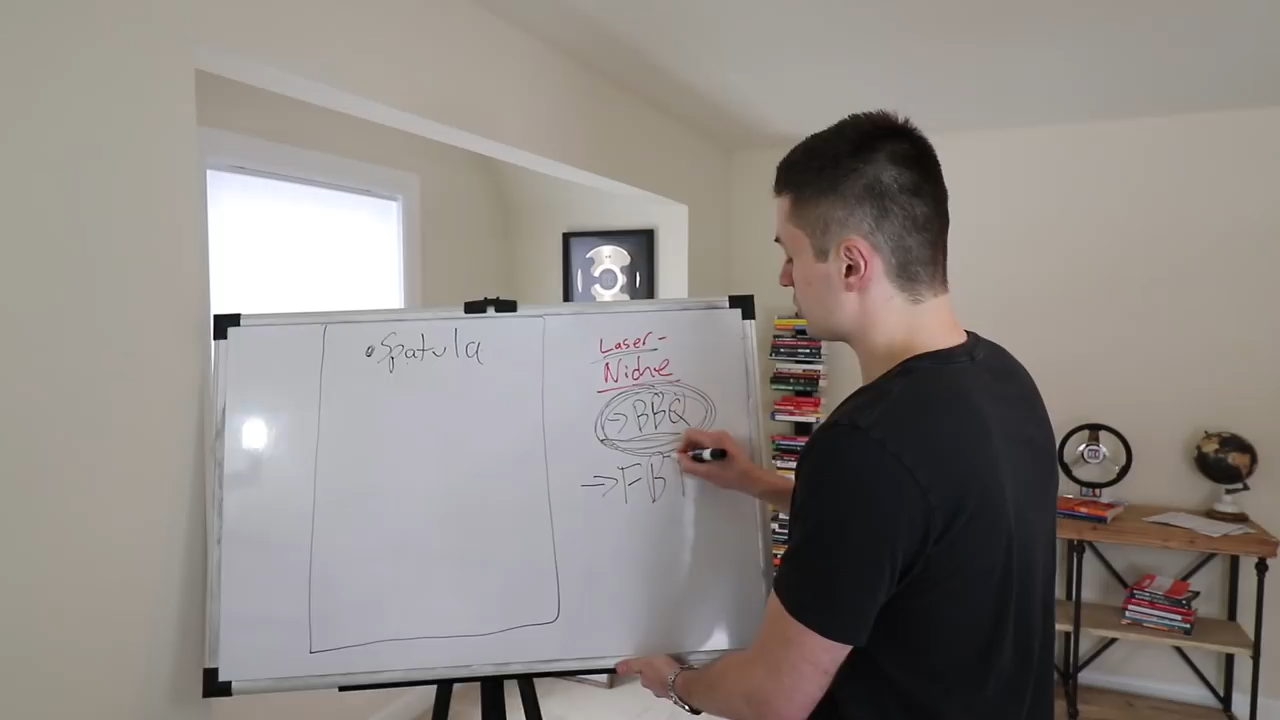 •Spatula
Laser-
Niche
→BBQ
→FB